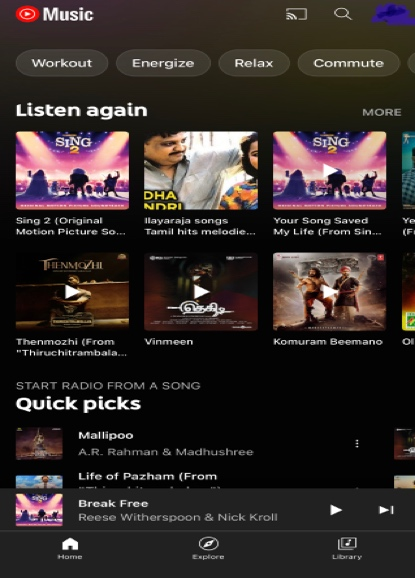 Music
Workout
Energize
Relax
Commute
Listen again
MORE
SING
2
DHA
NDRI
SING
2
Sing 2 (Original
Motion Picture So...
Ilayaraja songs
Tamil hits melodie...
Your Song Saved
My Life (From Sin...
Ye
(F
THENMOZHI
தெகிடி
Thenmozhi (From
"Thiruchitrambala...
Vinmeen
Komuram Beemano
Ol
START RADIO FROM A SONG
Quick picks
Mallipoo
A.R. Rahman & Madhushree
Life of Pazham (From
Break Free
Reese Witherspoon & Nick Kroll
Home
Explore
Library